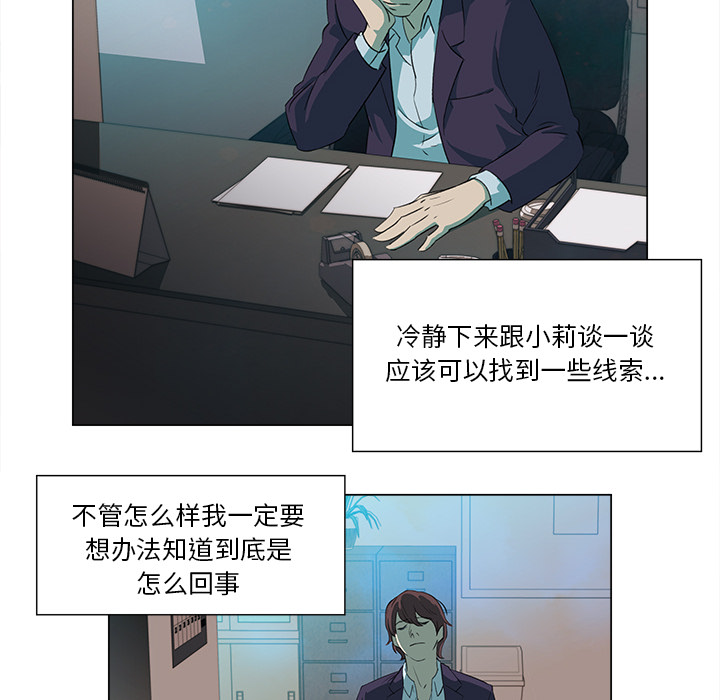 冷静下来跟小莉谈一谈
应该可以找到一些线索...
不管怎么样我一定要
想办法知道到底是
怎么回事